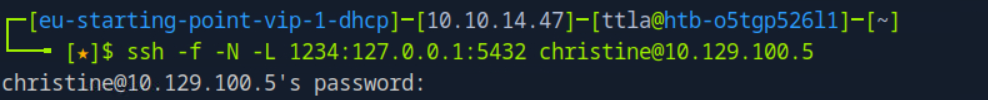 ┌─[eu-starting-point-vip-1-dhcp]─[10.10.14.47]─[ttla@htb-o5tgp526l1]─[~]
└──╼ [★]$ ssh -f -N -L 1234:127.0.0.1:5432 christine@10.129.100.5
christine@10.129.100.5's password: